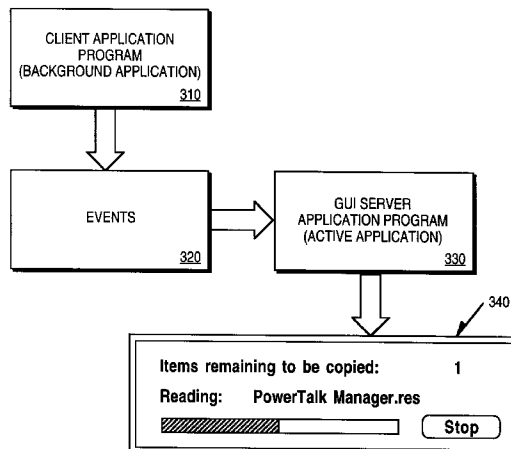 CLIENT APPLICATION
PROGRAM
(BACKGROUND APPLICATION)
310
EVENTS
320
GUI SERVER
APPLICATION PROGRAM
(ACTIVE APPLICATION)
330
340
Items remaining to be copied: 1
Reading: PowerTalk Manager.res
Stop